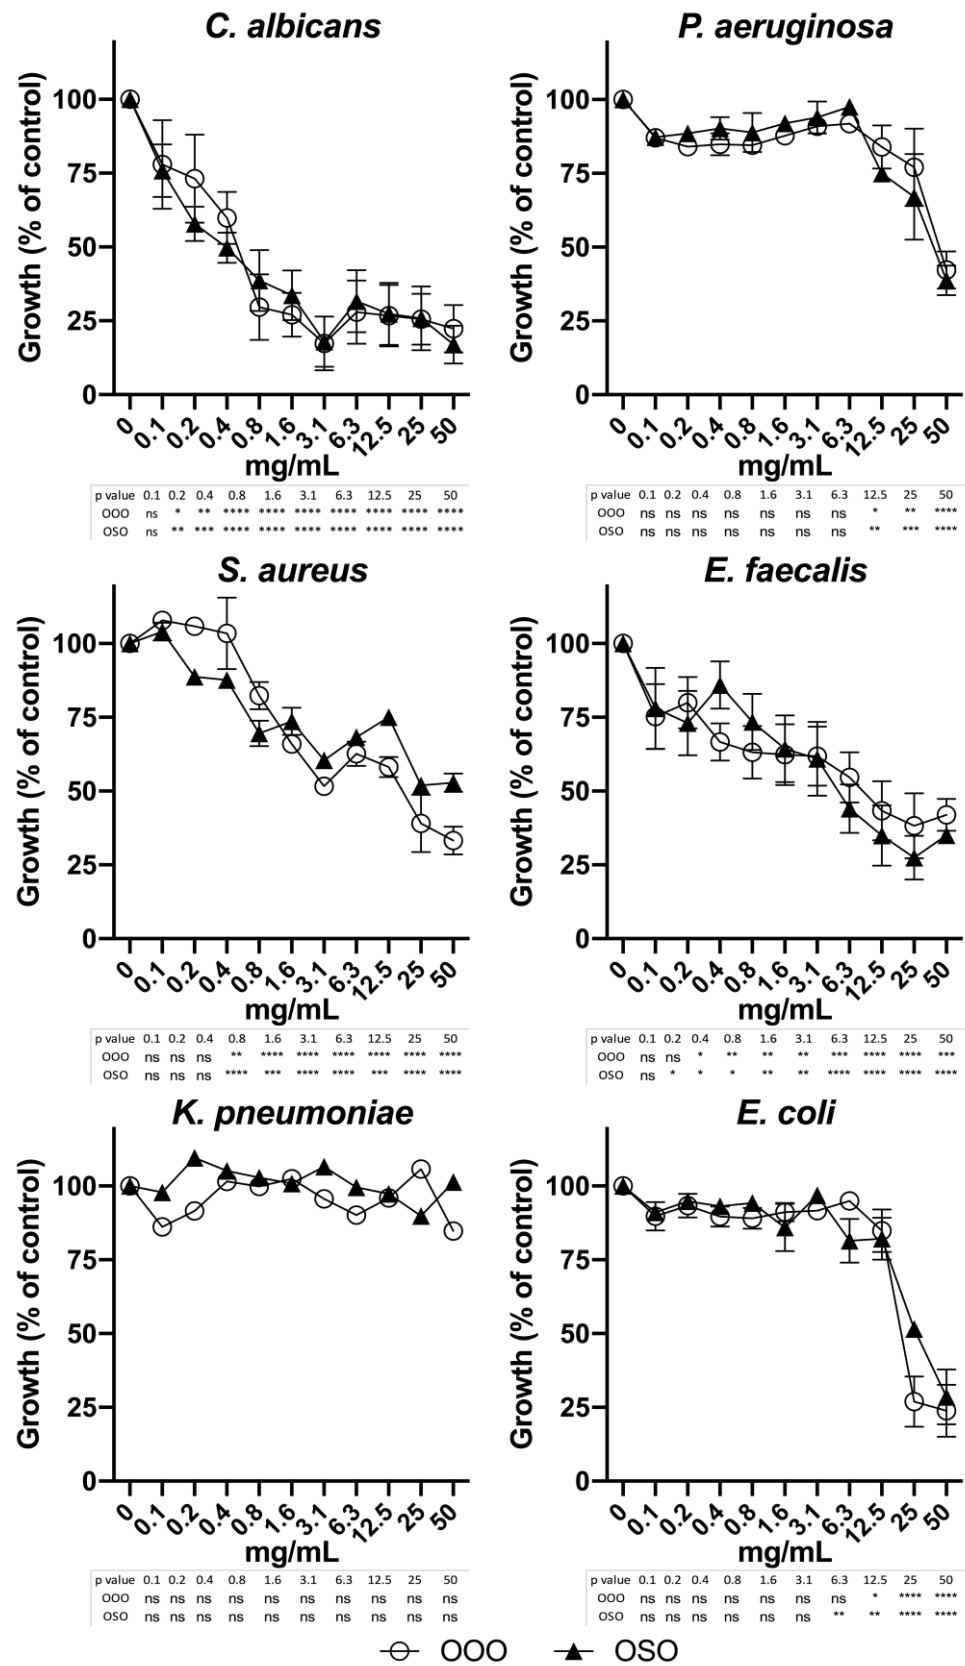 C. albicans
Growth (% of control)
100
75
50
25
0
0 0.1 0.2 0.4 0.8 1.6 3.1 6.3 12.5 25 50
mg/mL
p value 0.1 0.2 0.4 0.8 1.6 3.1 6.3 12.5 25 50
OOO ns * ** **** **** **** **** **** **** ****
OSO ns ** *** **** **** **** **** **** **** ****
P. aeruginosa
Growth (% of control)
100
75
50
25
0
0 0.1 0.2 0.4 0.8 1.6 3.1 6.3 12.5 25 50
mg/mL
p value 0.1 0.2 0.4 0.8 1.6 3.1 6.3 12.5 25 50
OOO ns ns ns ns ns ns ns * ** ****
OSO ns ns ns ns ns ns ns ** *** ****
S. aureus
Growth (% of control)
100
75
50
25
0
0 0.1 0.2 0.4 0.8 1.6 3.1 6.3 12.5 25 50
mg/mL
p value 0.1 0.2 0.4 0.8 1.6 3.1 6.3 12.5 25 50
OOO ns ns ns ** **** **** **** **** **** ****
OSO ns ns ns **** *** **** **** *** **** ****
E. faecalis
Growth (% of control)
100
75
50
25
0
0 0.1 0.2 0.4 0.8 1.6 3.1 6.3 12.5 25 50
mg/mL
p value 0.1 0.2 0.4 0.8 1.6 3.1 6.3 12.5 25 50
OOO ns ns * ** ** ** *** **** **** ***
OSO ns * * * ** ** **** **** **** ****
K. pneumoniae
Growth (% of control)
100
75
50
25
0
0 0.1 0.2 0.4 0.8 1.6 3.1 6.3 12.5 25 50
mg/mL
p value 0.1 0.2 0.4 0.8 1.6 3.1 6.3 12.5 25 50
OOO ns ns ns ns ns ns ns ns ns ns
OSO ns ns ns ns ns ns ns ns ns ns
E. coli
Growth (% of control)
100
75
50
25
0
0 0.1 0.2 0.4 0.8 1.6 3.1 6.3 12.5 25 50
mg/mL
p value 0.1 0.2 0.4 0.8 1.6 3.1 6.3 12.5 25 50
OOO ns ns ns ns ns ns ns * **** ****
OSO ns ns ns ns ns ns ** ** **** ****
OOO OSO